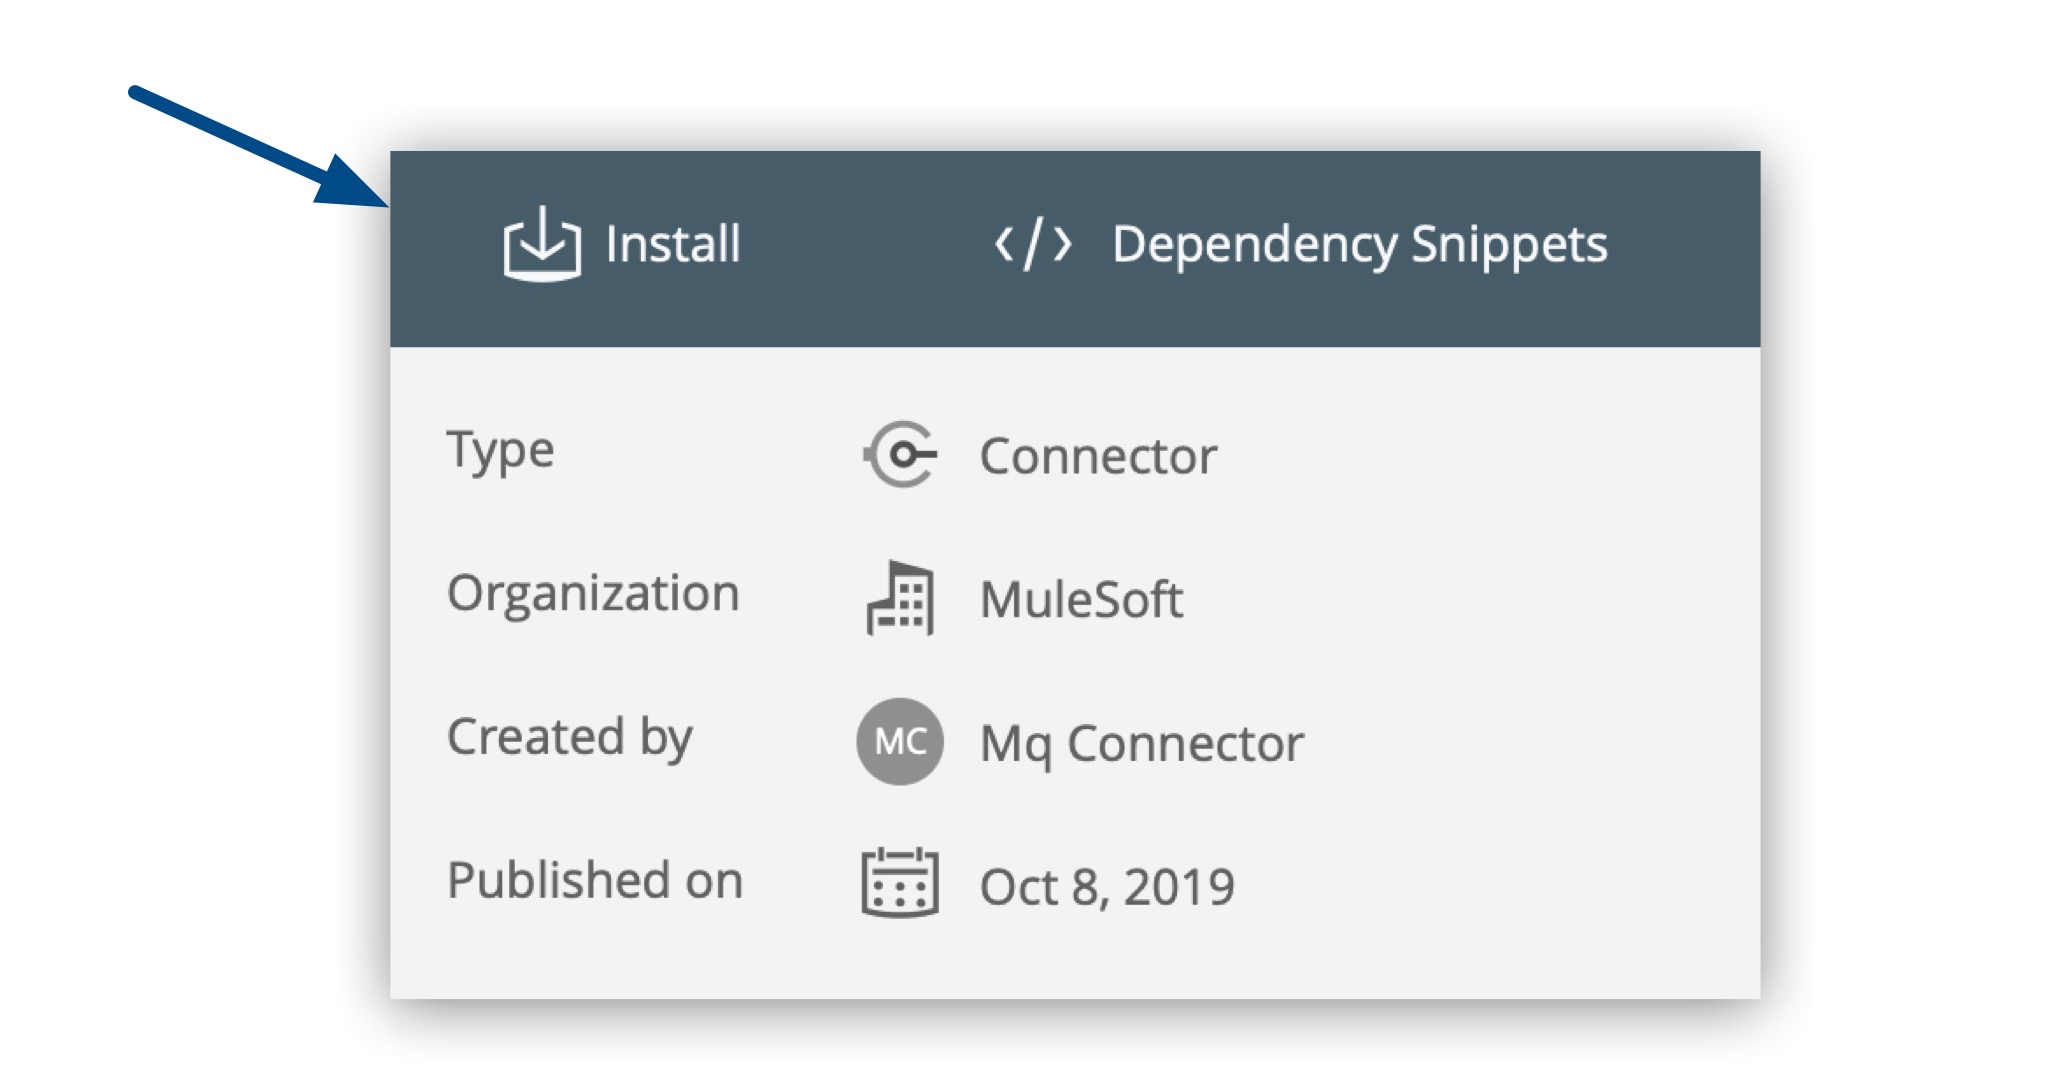 Install </> Dependency Snippets
Type Connector
Organization MuleSoft
Created by MC Mq Connector
Published on Oct 8, 2019